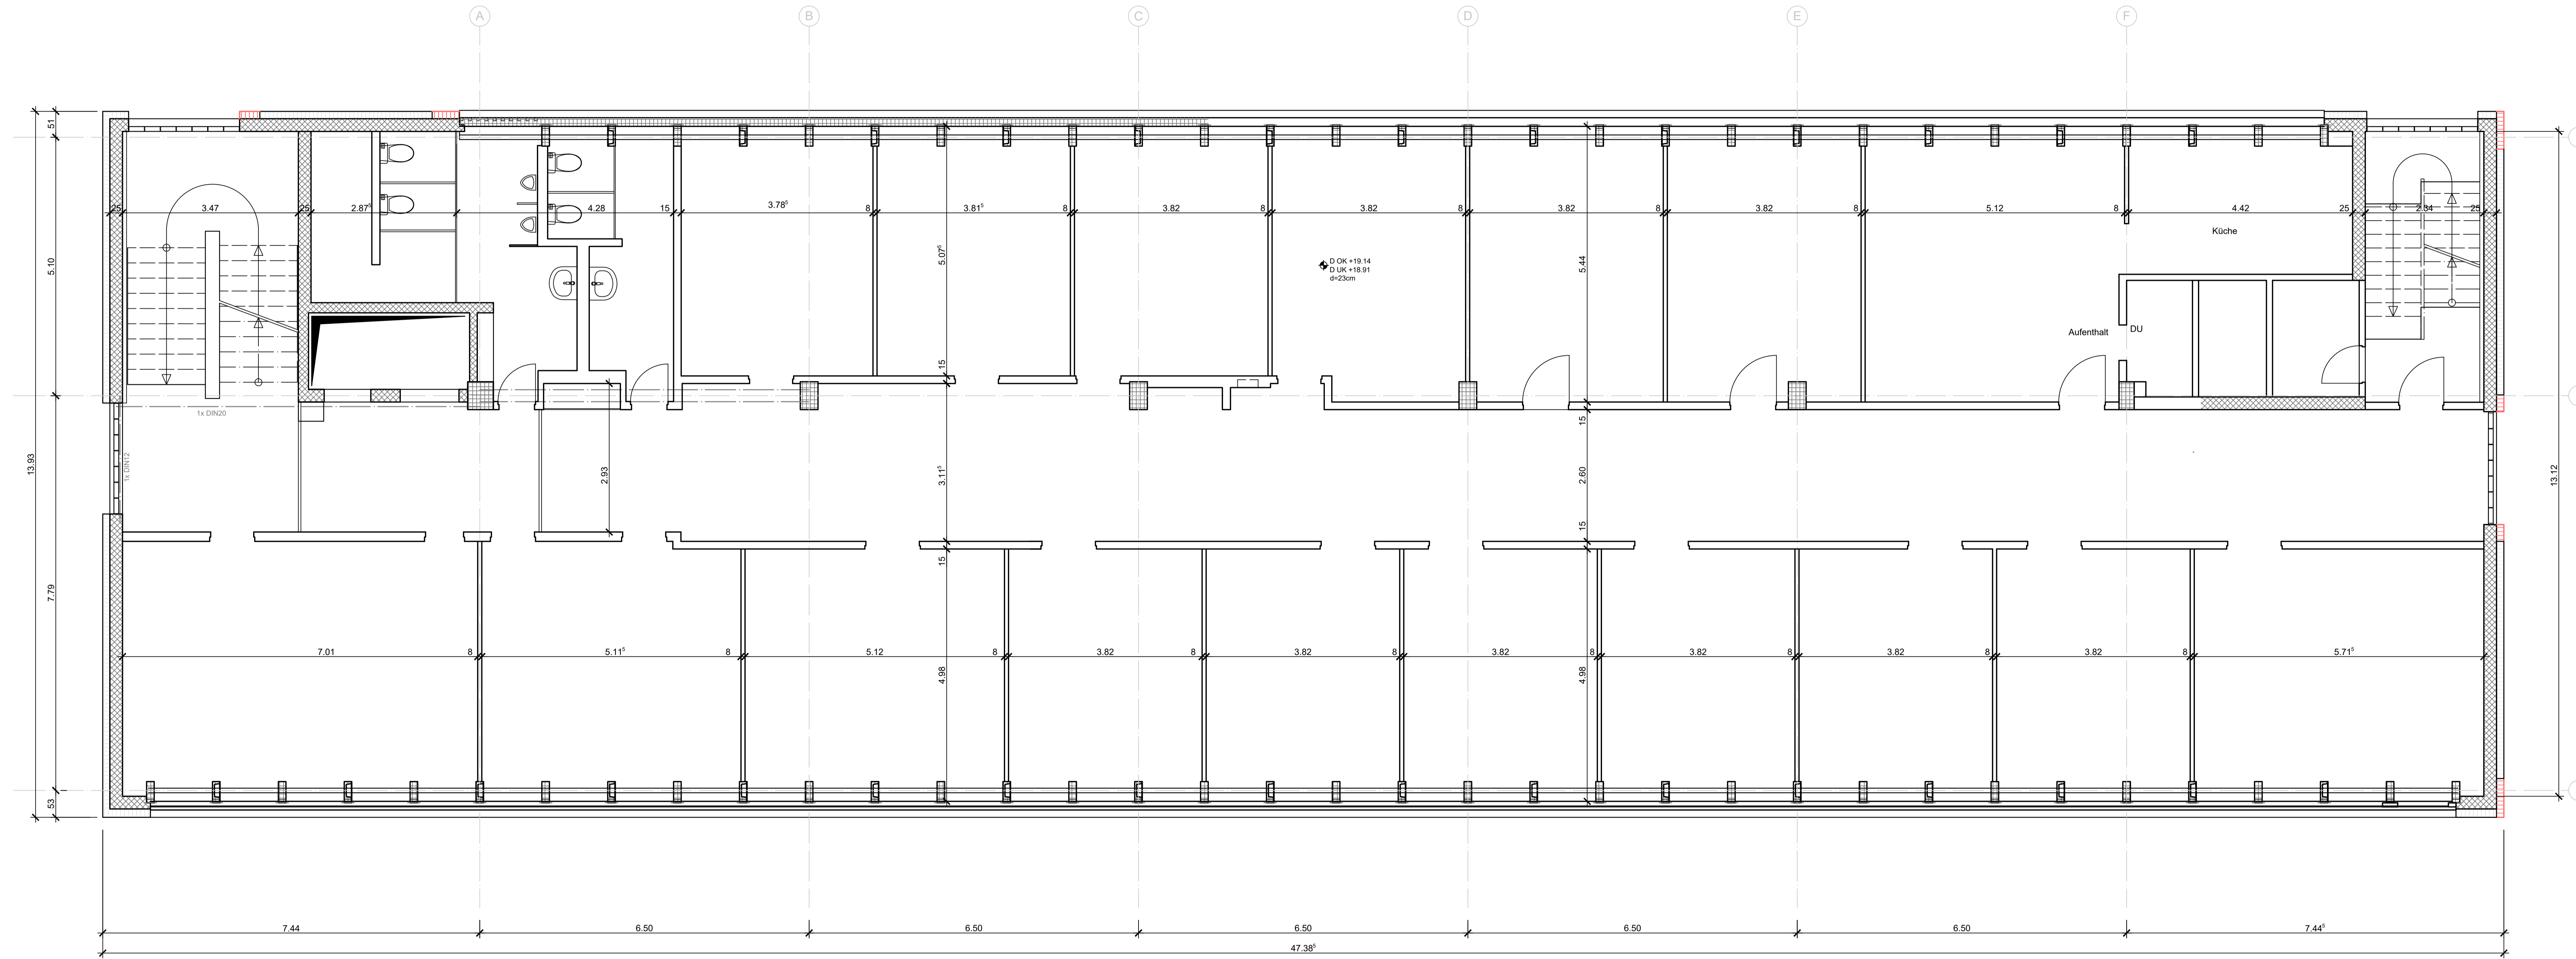 A B C D E F
51
25 3.47 25 2.87⁵ 4.28 15 3.78⁵ 8 3.81⁵ 8 3.82 8 3.82 8 3.82 8 3.82 8 5.12 8 4.42 25 2.34 25
Küche
5.10
5.07⁵
5.44
D OK +19.14
D UK +18.91
d=23cm
Aufenthalt DU
15
1x DIN20
15
13.93
1x DIN12
2.93
3.11⁵
2.60
13.12
15
15
7.79
7.01 8 5.11⁵ 8 5.12 8 3.82 8 3.82 8 3.82 8 3.82 8 3.82 8 3.82 8 5.71⁵
4.98
4.98
53
7.44 6.50 6.50 6.50 6.50 6.50 7.44⁵
47.38⁵